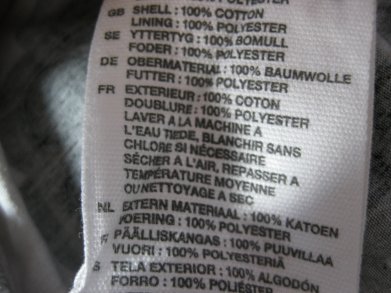 POLYESTER
GB SHELL : 100% COTTON
LINING : 100% POLYESTER
SE YTTERTYG : 100% BOMULL
FODER : 100% POLYESTER
DE OBERMATERIAL : 100% BAUMWOLLE
FUTTER : 100% POLYESTER
FR EXTERIEUR : 100% COTON
DOUBLURE : 100% POLYESTER
LAVER A LA MACHINE A
L'EAU TIEDE, BLANCHIR SANS
CHLORE SI NÉCESSAIRE
SÉCHER A L'AIR, REPASSER A
TEMPÉRATURE MOYENNE
OU NETTOYAGE A SEC
NL EXTERN MATERIAAL : 100% KATOEN
VOERING : 100% POLYESTER
FI PÄÄLLISKANGAS : 100% PUUVILLAA
VUORI : 100% POLYESTERIÄ
S TELA EXTERIOR : 100% ALGODÓN
FORRO : 100% POLIÉSTER